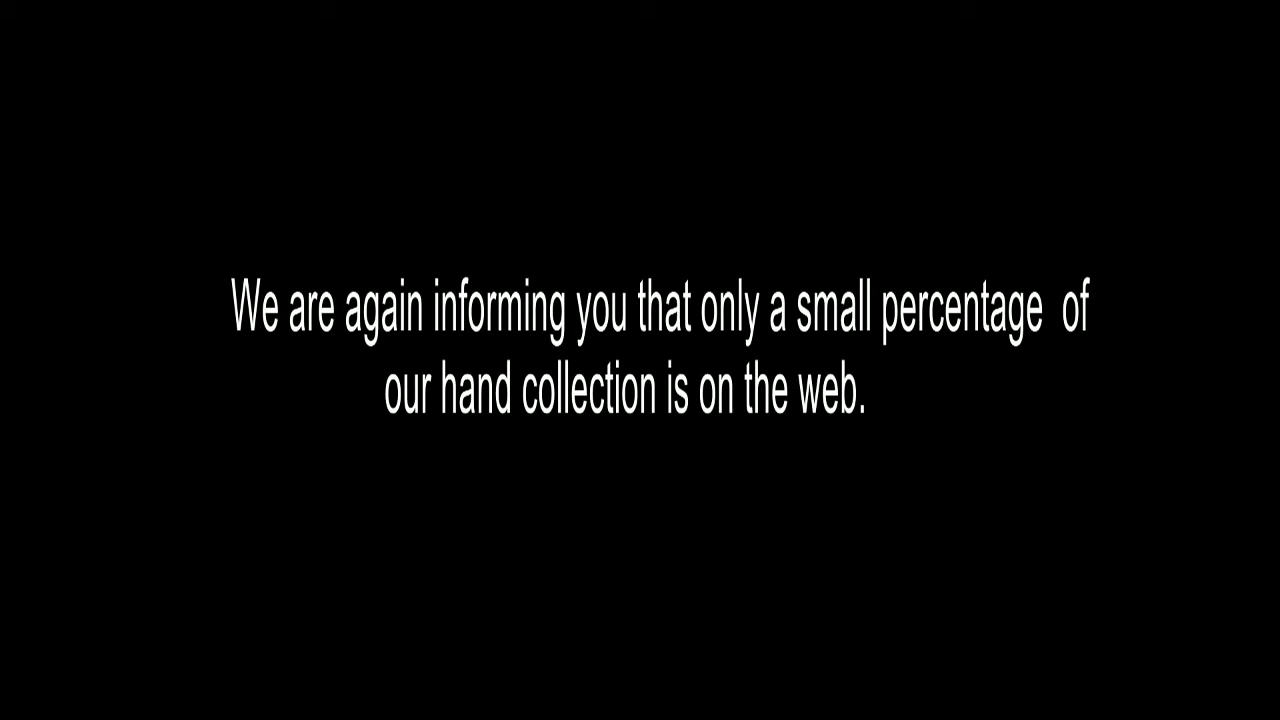 We are again informing you that only a small percentage of
our hand collection is on the web.